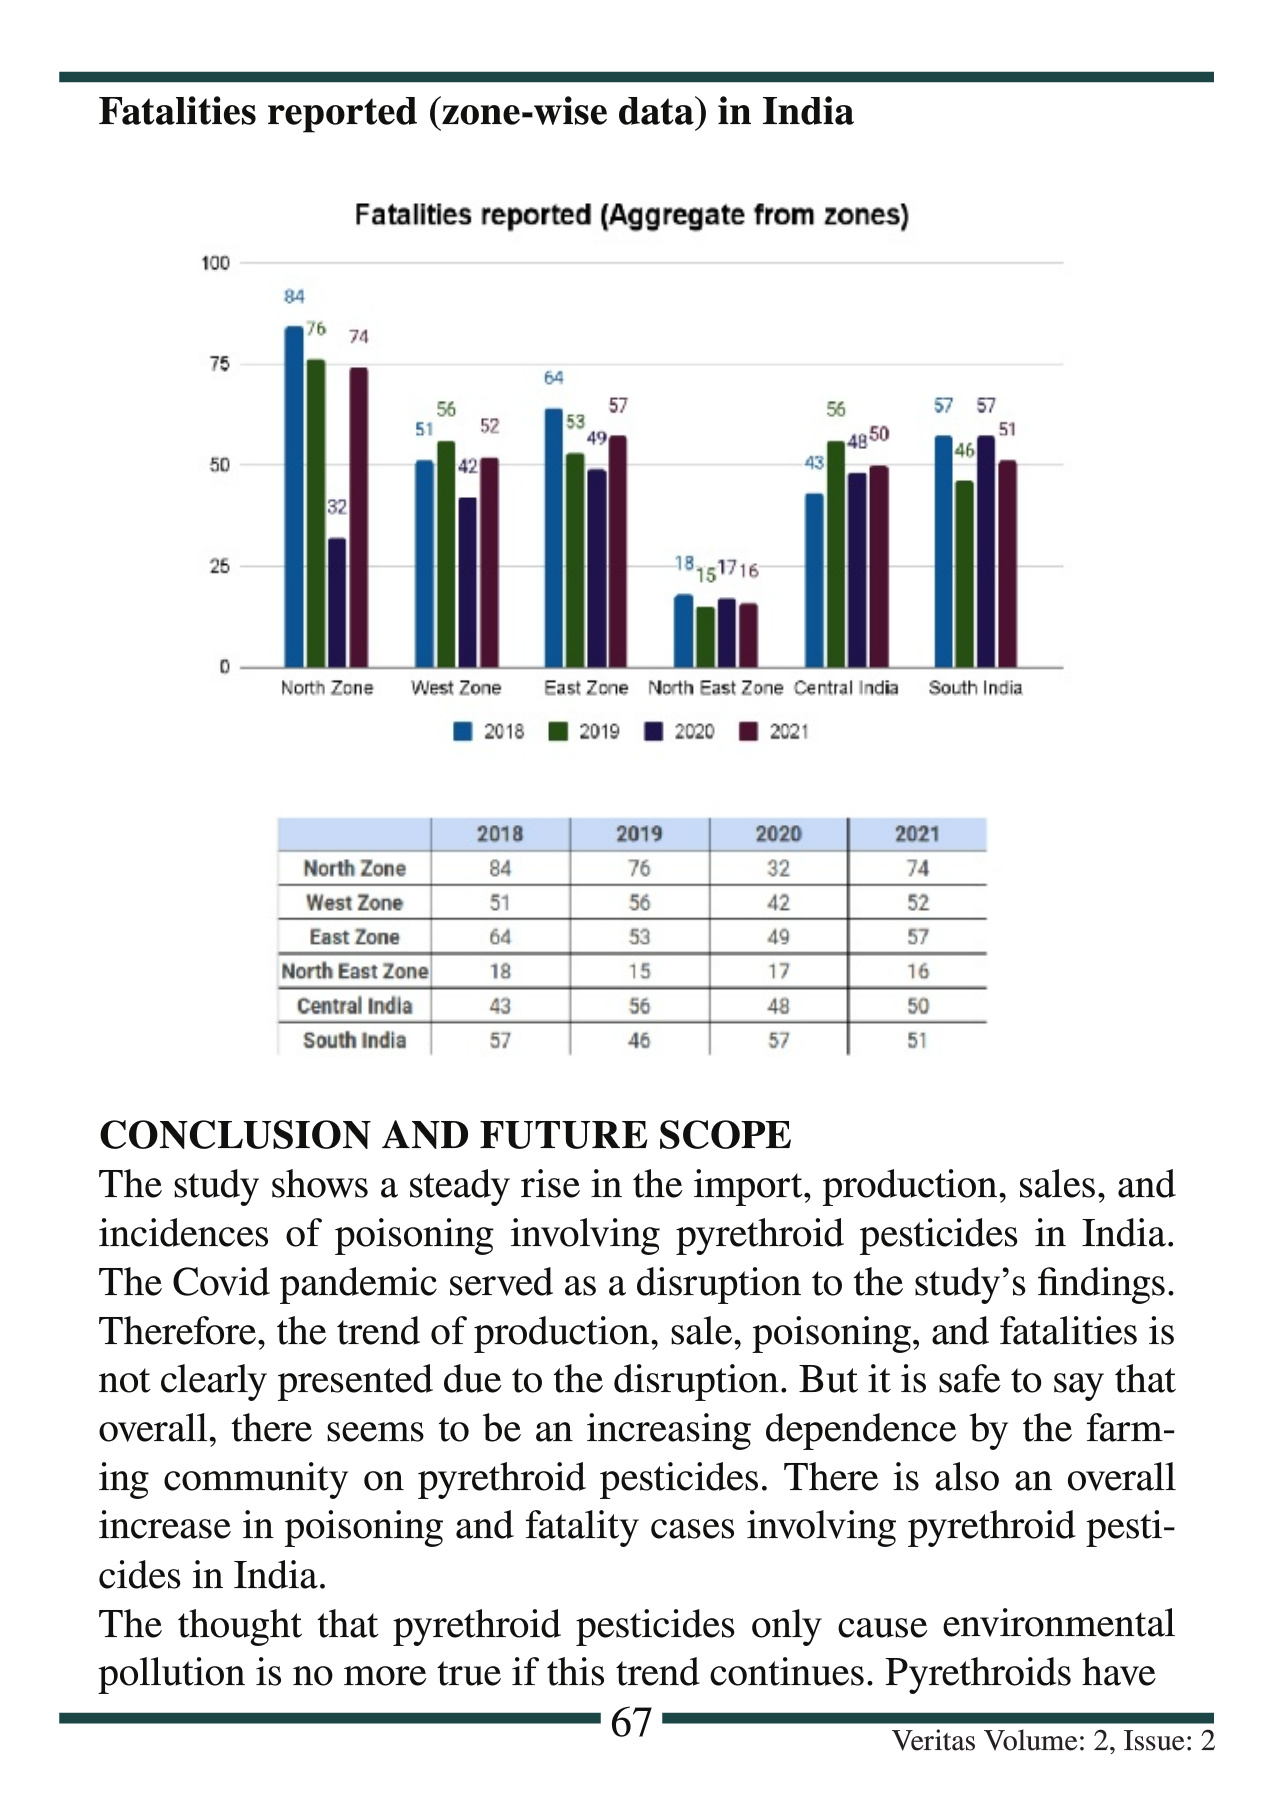 Fatalities reported (zone-wise data) in India
Fatalities reported (Aggregate from zones)
100
75
50
25
0
84 76 32 74
51 56 42 52
64 53 49 57
18 15 17 16
43 56 48 50
57 46 57 51
North Zone West Zone East Zone North East Zone Central India South India
2018 2019 2020 2021
2018 2019 2020 2021
North Zone 84 76 32 74
West Zone 51 56 42 52
East Zone 64 53 49 57
North East Zone 18 15 17 16
Central India 43 56 48 50
South India 57 46 57 51
CONCLUSION AND FUTURE SCOPE
The study shows a steady rise in the import, production, sales, and
incidences of poisoning involving pyrethroid pesticides in India.
The Covid pandemic served as a disruption to the study’s findings.
Therefore, the trend of production, sale, poisoning, and fatalities is
not clearly presented due to the disruption. But it is safe to say that
overall, there seems to be an increasing dependence by the farm-
ing community on pyrethroid pesticides. There is also an overall
increase in poisoning and fatality cases involving pyrethroid pesti-
cides in India.
The thought that pyrethroid pesticides only cause environmental
pollution is no more true if this trend continues. Pyrethroids have
67
Veritas Volume: 2, Issue: 2